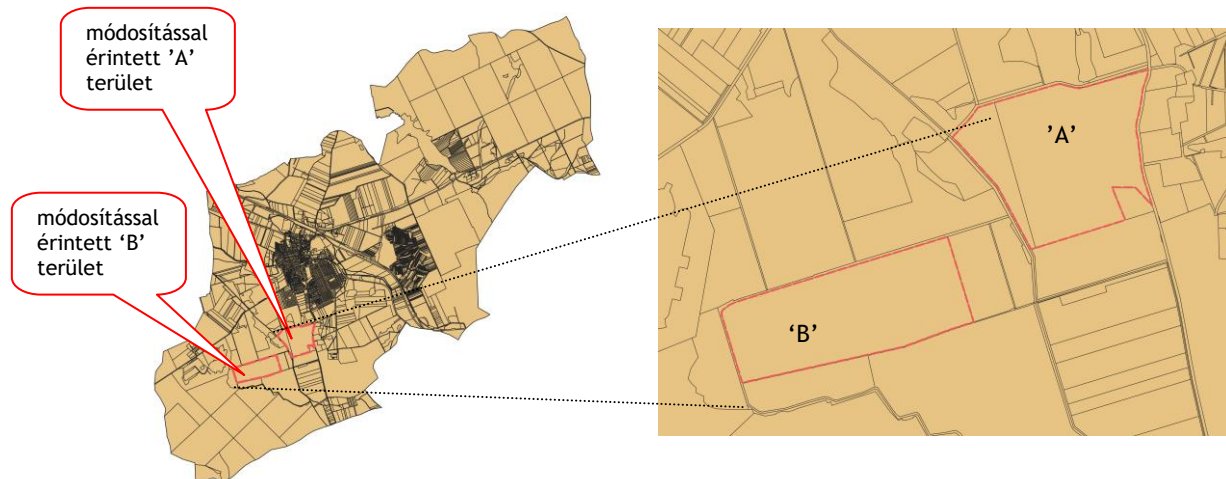 módosítással
érintett ’A’
terület
módosítással
érintett ‘B’
terület
’A’
‘B’